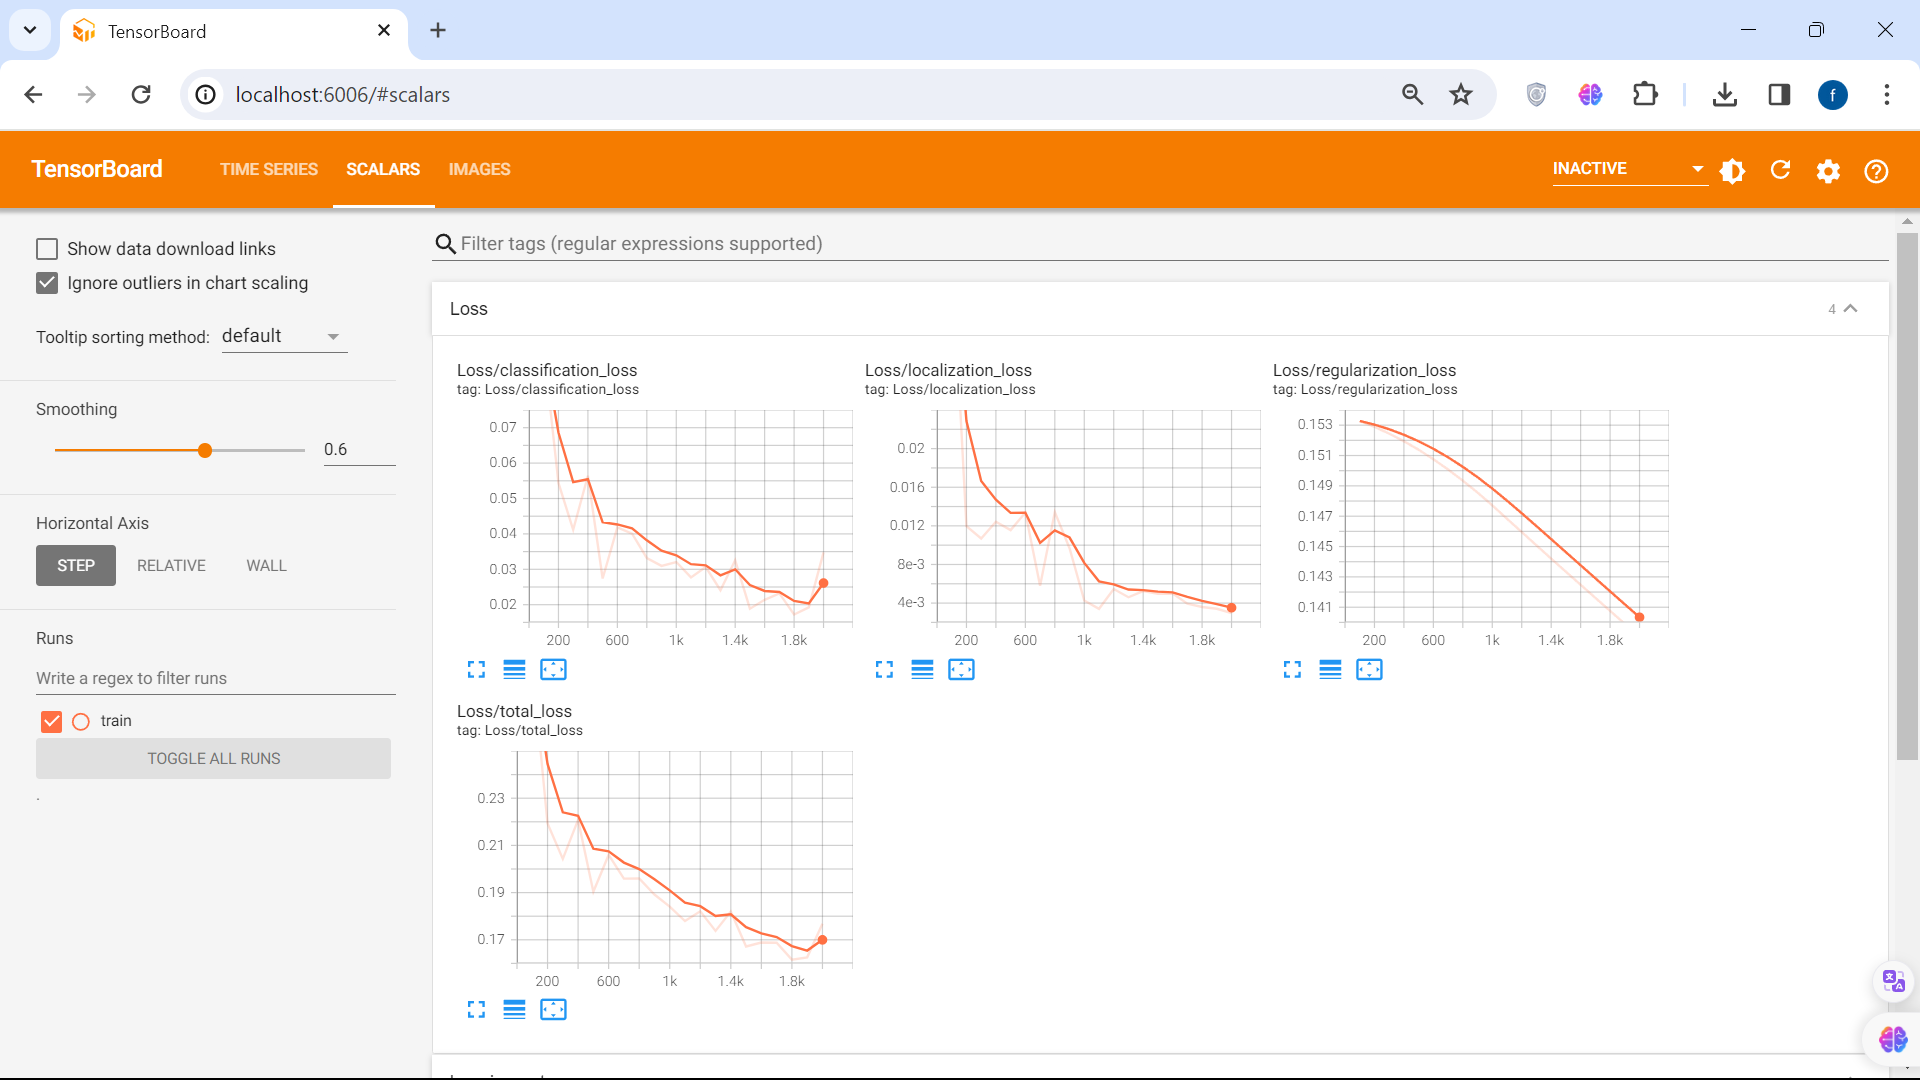 TensorBoard
localhost:6006/#scalars
f
TensorBoard
TIME SERIES
SCALARS
IMAGES
INACTIVE
Show data download links
Ignore outliers in chart scaling
Tooltip sorting method: default
Smoothing
0.6
Horizontal Axis
STEP
RELATIVE
WALL
Runs
Write a regex to filter runs
train
TOGGLE ALL RUNS
.
Filter tags (regular expressions supported)
Loss
4
Loss/classification_loss
tag: Loss/classification_loss
0.07
0.06
0.05
0.04
0.03
0.02
200 600 1k 1.4k 1.8k
Loss/localization_loss
tag: Loss/localization_loss
0.02
0.016
0.012
8e-3
4e-3
200 600 1k 1.4k 1.8k
Loss/regularization_loss
tag: Loss/regularization_loss
0.153
0.151
0.149
0.147
0.145
0.143
0.141
200 600 1k 1.4k 1.8k
Loss/total_loss
tag: Loss/total_loss
0.23
0.21
0.19
0.17
200 600 1k 1.4k 1.8k